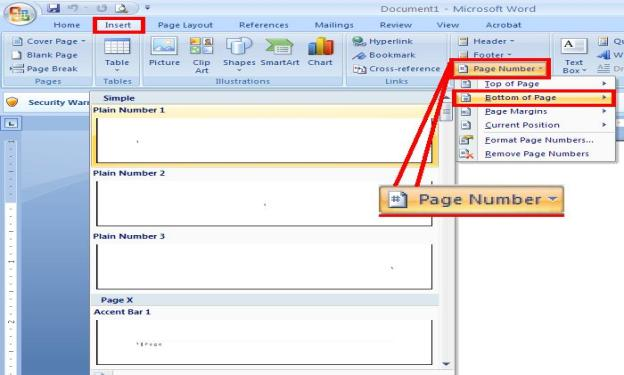 Document1 - Microsoft Word
Home Insert Page Layout References Mailings Review View Acrobat
Cover Page
Blank Page
Page Break
Pages
Table
Tables
Picture Clip Art Shapes SmartArt Chart
Illustrations
Hyperlink
Bookmark
Cross-reference
Links
Header
Footer
Page Number
Text Box
Top of Page
Bottom of Page
Page Margins
Current Position
Format Page Numbers...
Remove Page Numbers
Security Warn
Simple
Plain Number 1
Plain Number 2
Page Number
Plain Number 3
Page X
Accent Bar 1